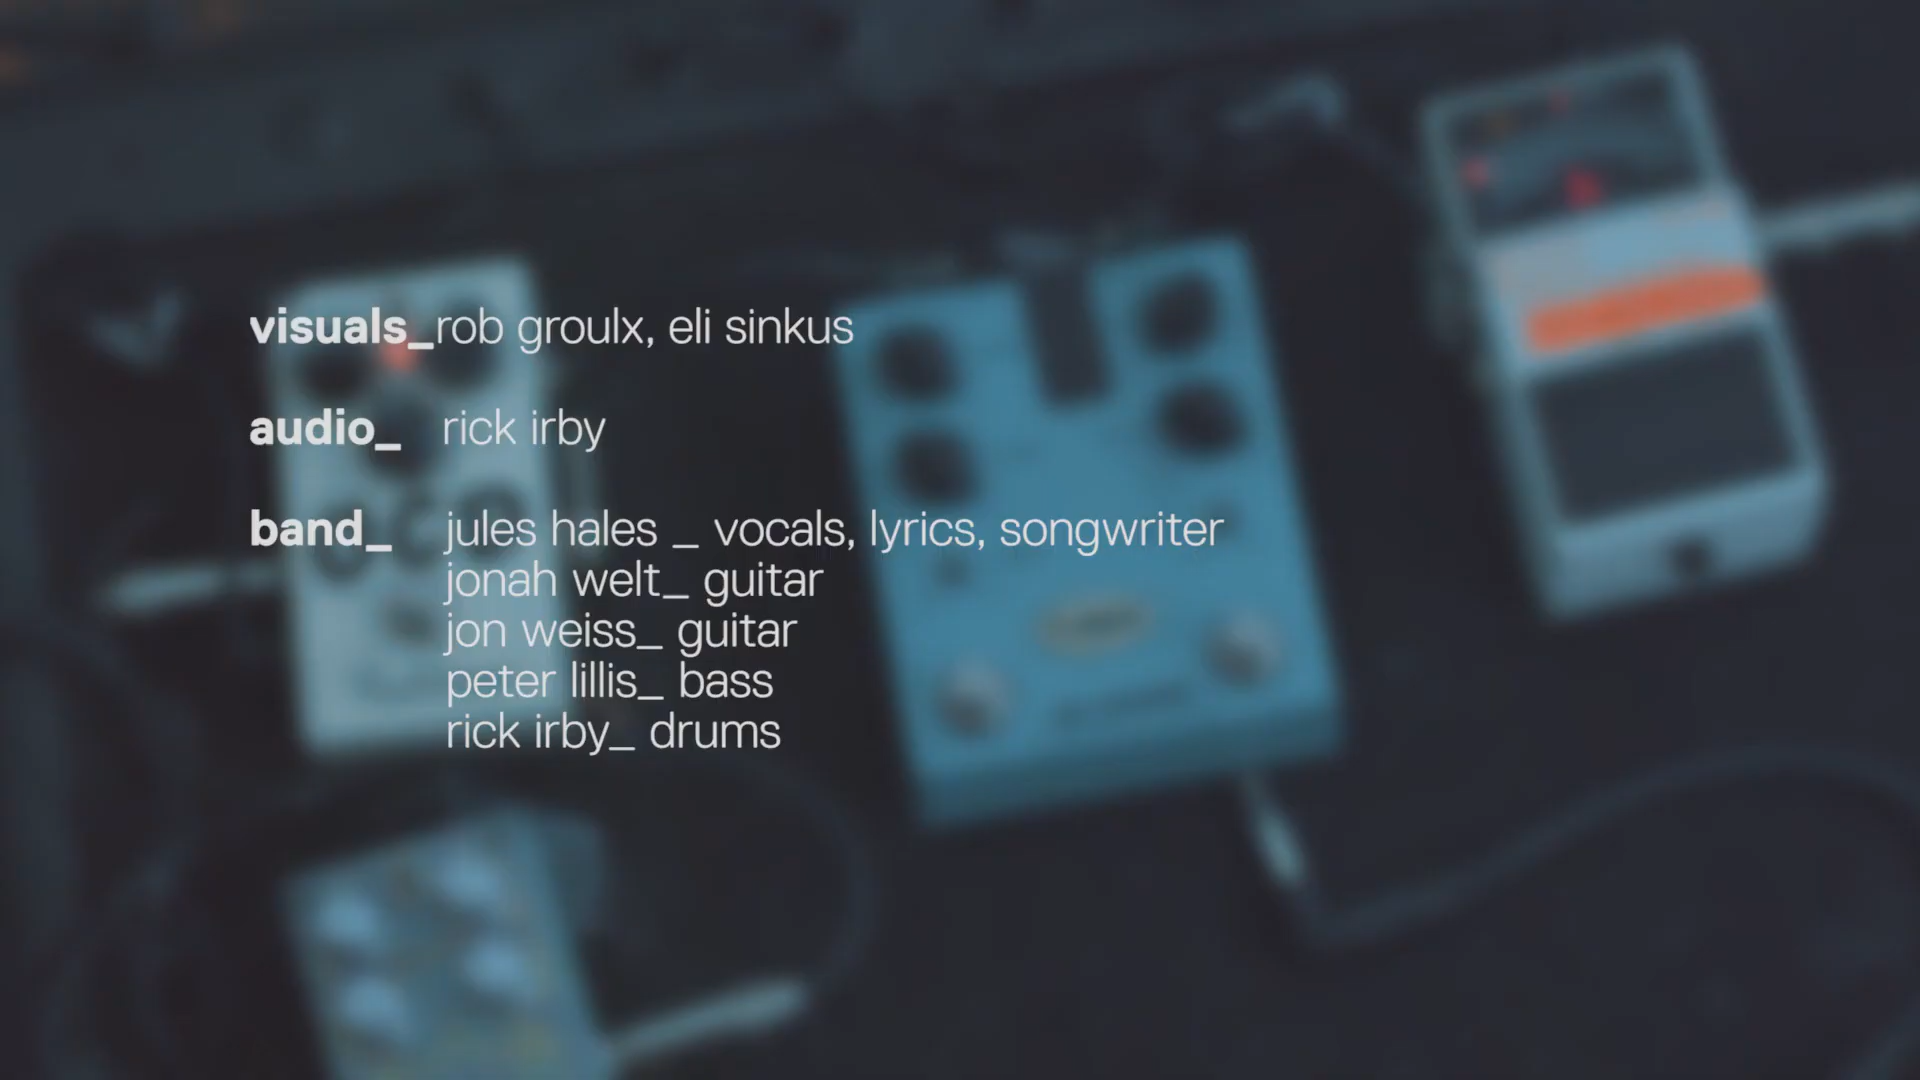 visuals_rob groulx, eli sinkus
audio_ rick irby
band_ jules hales _ vocals, lyrics, songwriter
jonah welt_ guitar
jon weiss_ guitar
peter lillis_ bass
rick irby_ drums